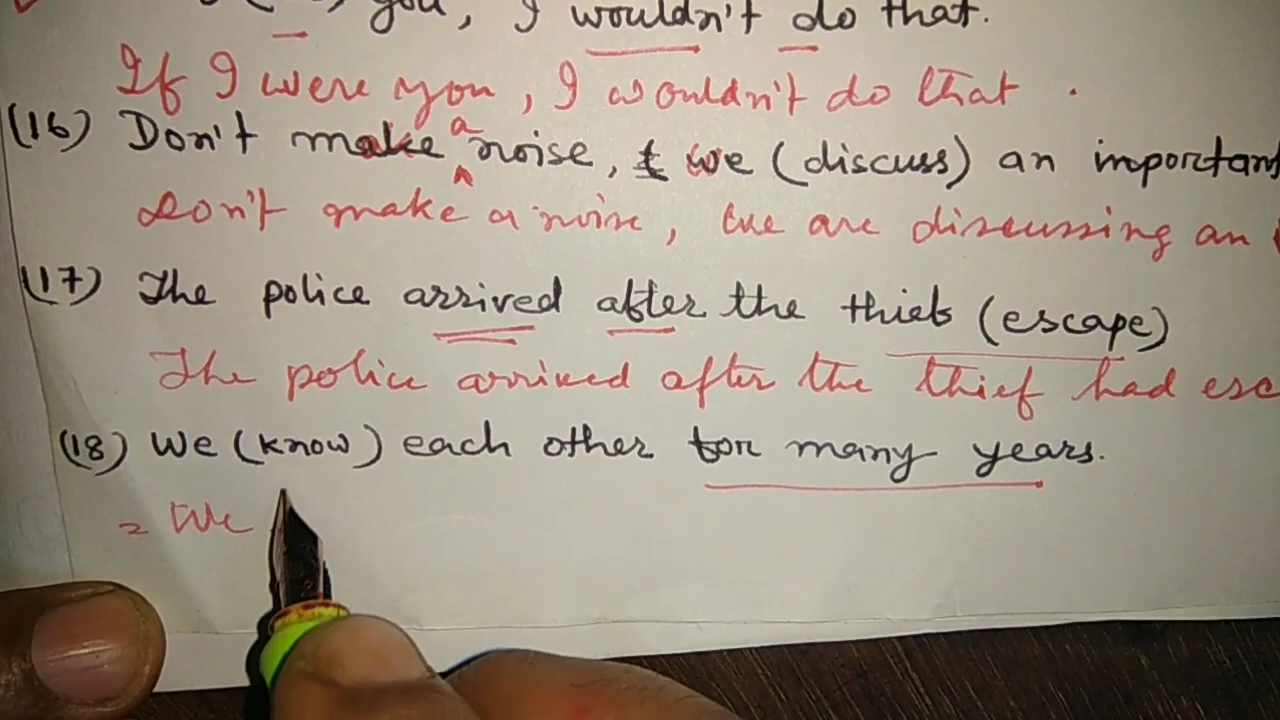 you, I wouldn't do that.
If I were you, I wouldn't do that.
(16) Don't make a noise, we (discuss) an important
Don't make a noise, we are discussing an
(17) The police arrived after the thief (escape)
The police arrived after the thief had esc
(18) We (know) each other for many years.
= We